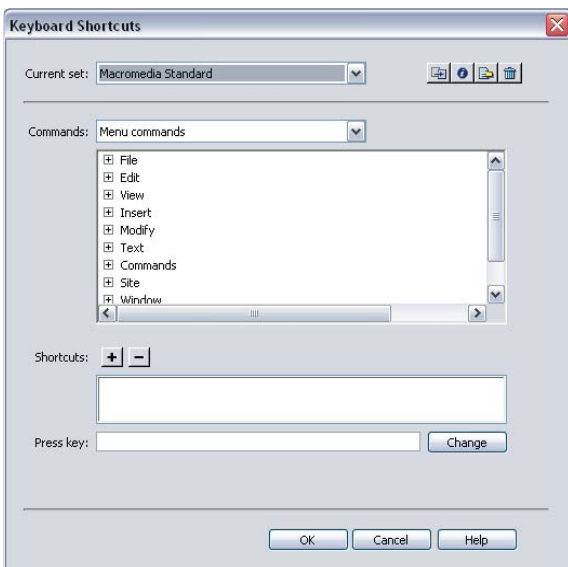 Keyboard Shortcuts
Current set: Macromedia Standard
Commands: Menu commands
File
Edit
View
Insert
Modify
Text
Commands
Site
Window
Shortcuts:
Press key: Change
OK Cancel Help